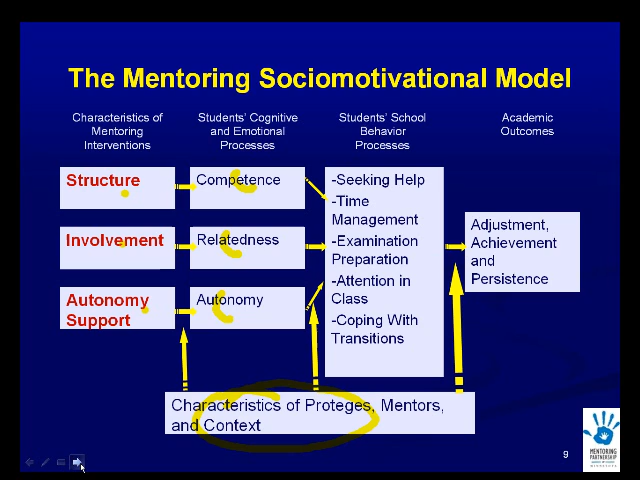 The Mentoring Sociomotivational Model
Characteristics of
Mentoring
Interventions
Students' Cognitive
and Emotional
Processes
Students' School
Behavior
Processes
Academic
Outcomes
Structure
Competence
Involvement
Relatedness
Autonomy
Support
Autonomy
-Seeking Help
-Time
Management
-Examination
Preparation
-Attention in
Class
-Coping With
Transitions
Adjustment,
Achievement
and
Persistence
Characteristics of Proteges, Mentors,
and Context
9
MENTORING
PARTNERSHIP